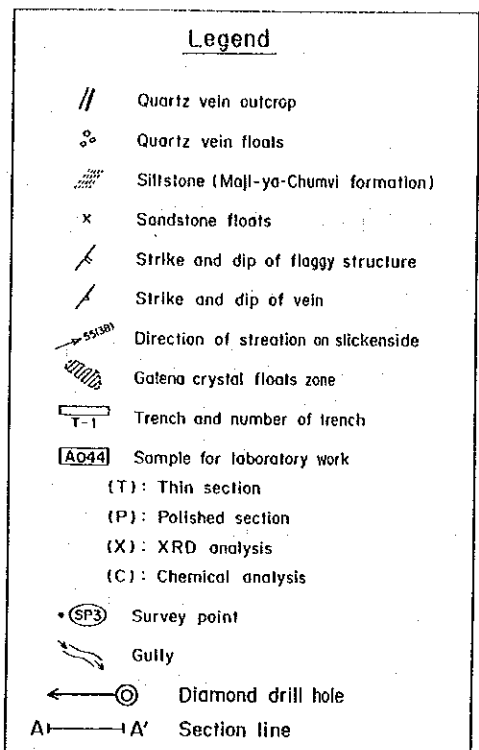 Legend
Quartz vein outcrop
Quartz vein floats
Siltstone (Maji-ya-Chumvi formation)
x Sandstone floats
Strike and dip of flaggy structure
Strike and dip of vein
55(38) Direction of streation on slickenside
Galena crystal floats zone
T-1 Trench and number of trench
A044 Sample for laboratory work
(T): Thin section
(P): Polished section
(X): XRD analysis
(C): Chemical analysis
SP3 Survey point
Gully
Diamond drill hole
A A' Section line